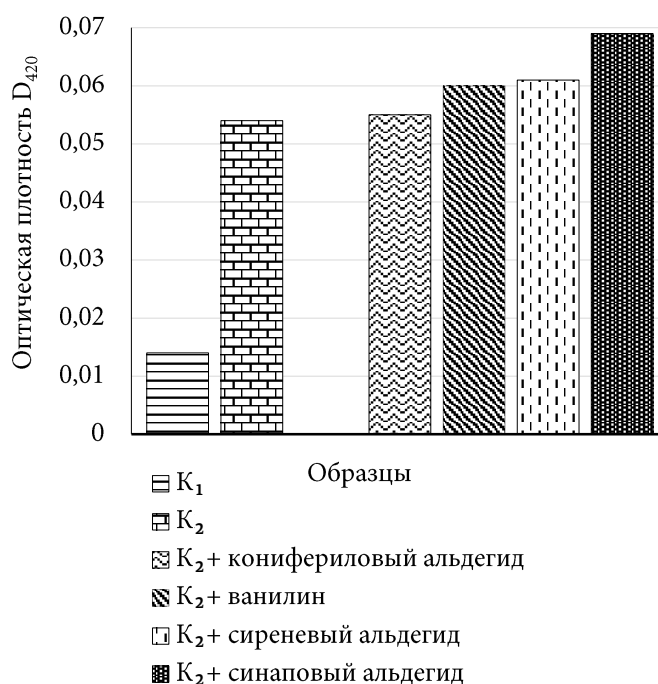 Оптическая плотность D₄₂₀
0,07
0,06
0,05
0,04
0,03
0,02
0,01
0
Образцы
К₁
К₂
К₂+ конифериловый альдегид
К₂+ ванилин
К₂+ сиреневый альдегид
К₂+ синаповый альдегид